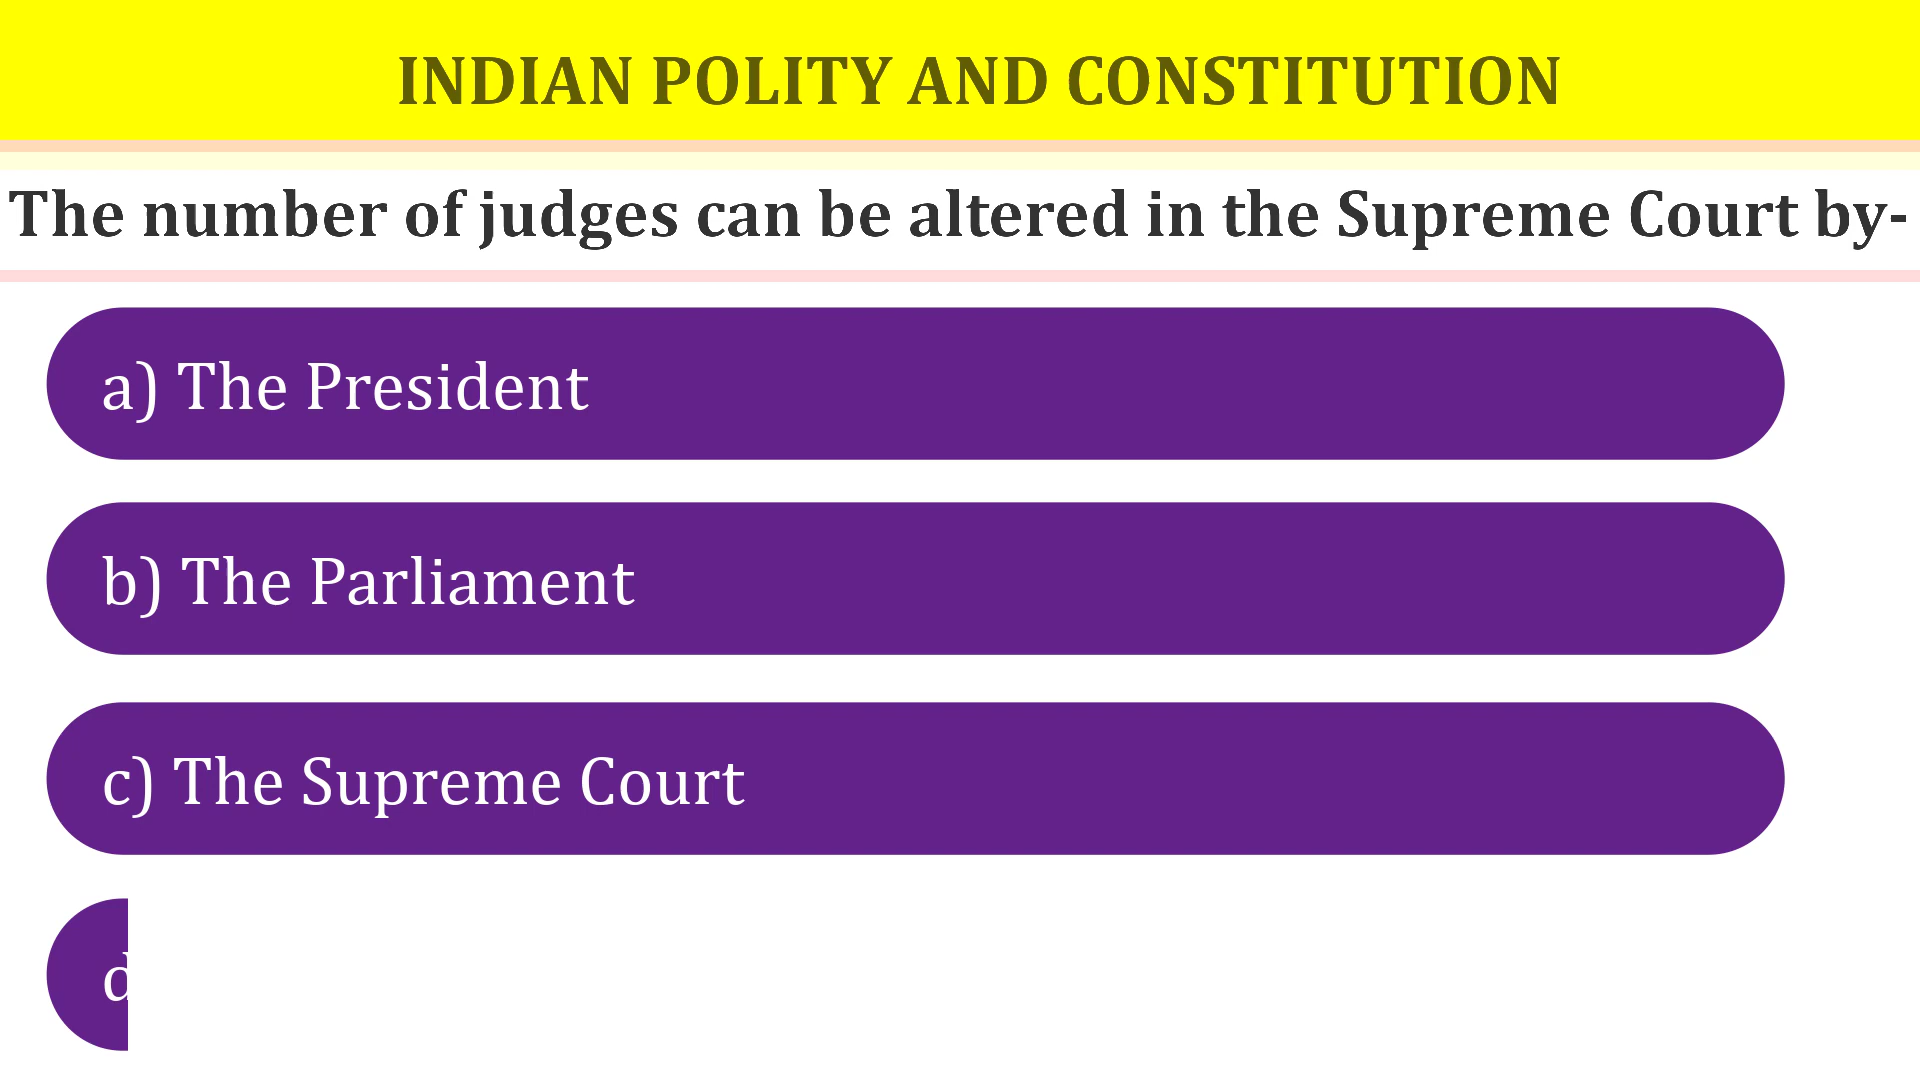 INDIAN POLITY AND CONSTITUTION
The number of judges can be altered in the Supreme Court by-
a) The President
b) The Parliament
c) The Supreme Court
d